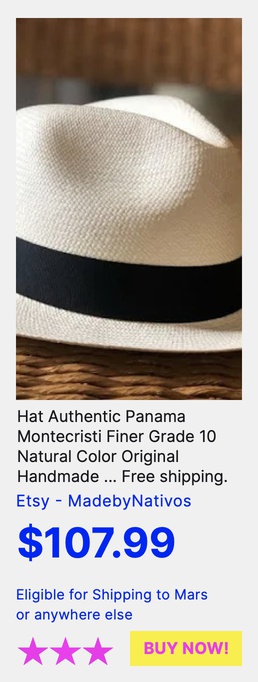 Hat Authentic Panama
Montecristi Finer Grade 10
Natural Color Original
Handmade ... Free shipping.
Etsy - MadebyNativos
$107.99
Eligible for Shipping to Mars
or anywhere else
BUY NOW!